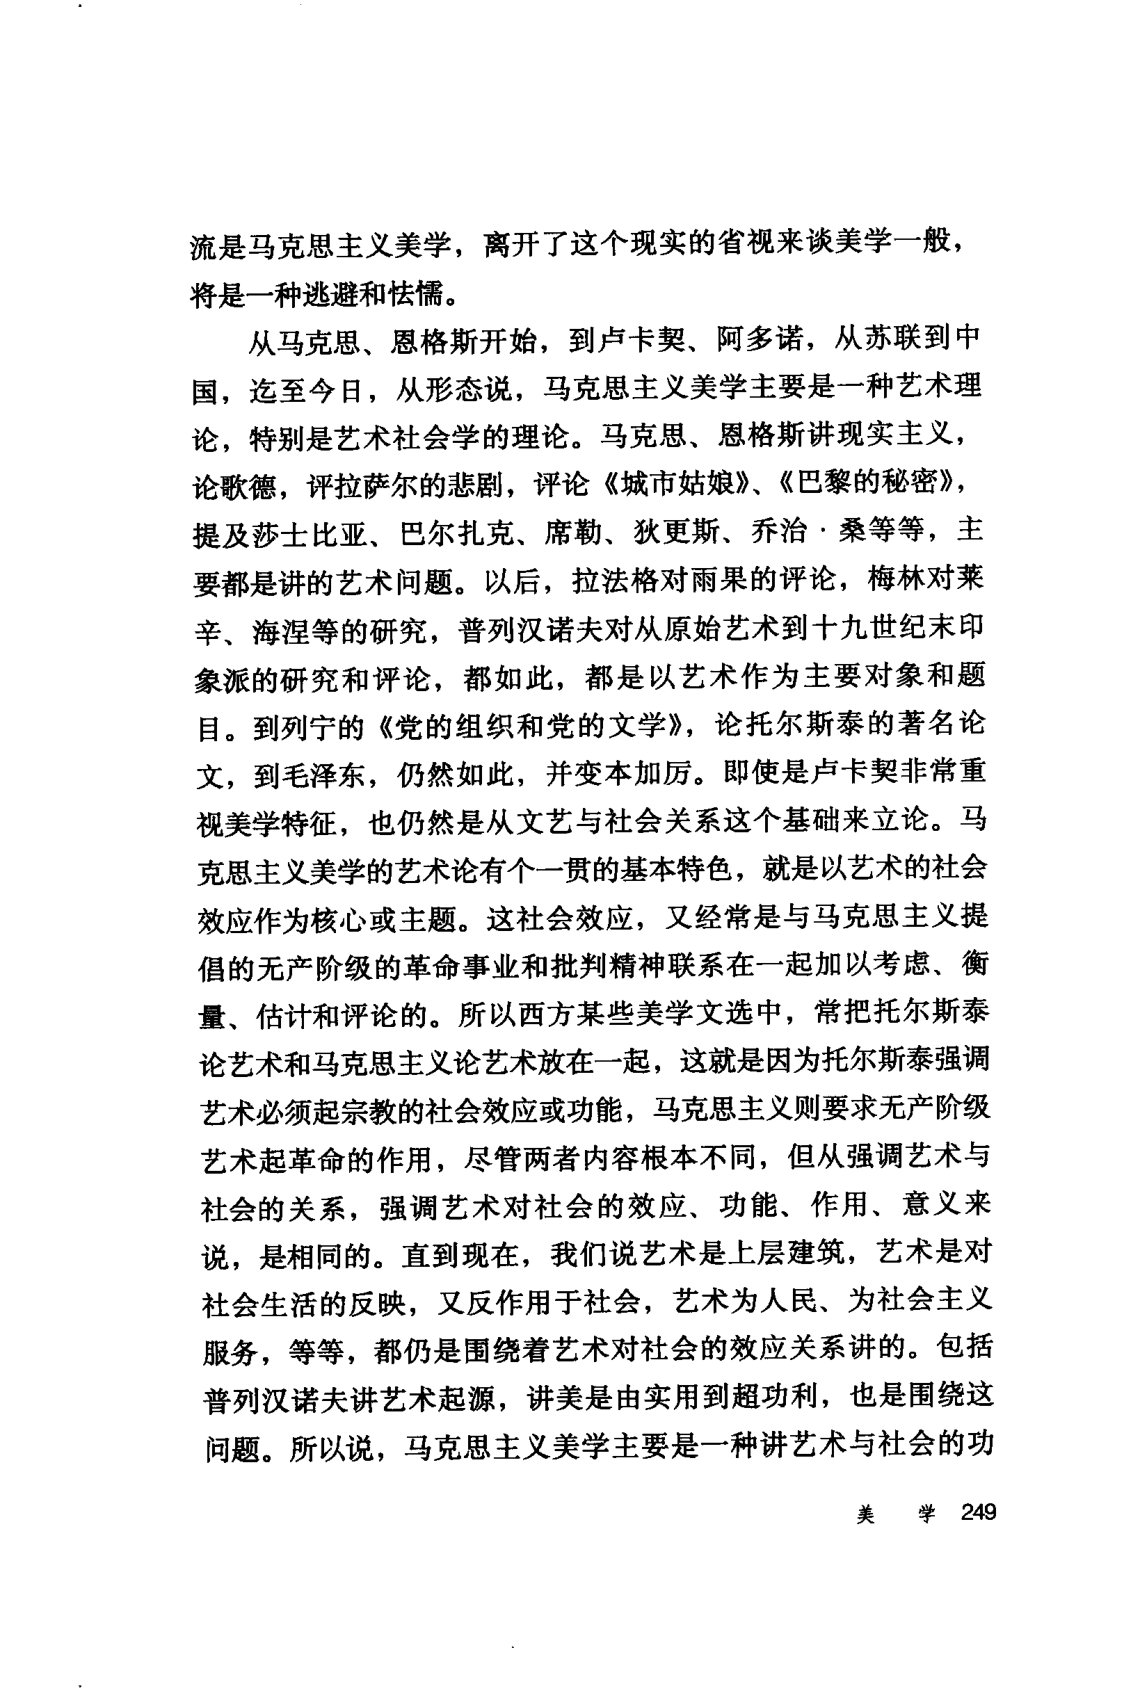 流是马克思主义美学，离开了这个现实的省视来谈美学一般，
将是一种逃避和怯懦。
从马克思、恩格斯开始，到卢卡契、阿多诺，从苏联到中
国，迄至今日，从形态说，马克思主义美学主要是一种艺术理
论，特别是艺术社会学的理论。马克思、恩格斯讲现实主义，
论歌德，评拉萨尔的悲剧，评论《城市姑娘》、《巴黎的秘密》，
提及莎士比亚、巴尔扎克、席勒、狄更斯、乔治·桑等等，主
要都是讲的艺术问题。以后，拉法格对雨果的评论，梅林对莱
辛、海涅等的研究，普列汉诺夫对从原始艺术到十九世纪末印
象派的研究和评论，都如此，都是以艺术作为主要对象和题
目。到列宁的《党的组织和党的文学》，论托尔斯泰的著名论
文，到毛泽东，仍然如此，并变本加厉。即使是卢卡契非常重
视美学特征，也仍然是从文艺与社会关系这个基础来立论。马
克思主义美学的艺术论有个一贯的基本特色，就是以艺术的社会
效应作为核心或主题。这社会效应，又经常是与马克思主义提
倡的无产阶级的革命事业和批判精神联系在一起加以考虑、衡
量、估计和评论的。所以西方某些美学文选中，常把托尔斯泰
论艺术和马克思主义论艺术放在一起，这就是因为托尔斯泰强调
艺术必须起宗教的社会效应或功能，马克思主义则要求无产阶级
艺术起革命的作用，尽管两者内容根本不同，但从强调艺术与
社会的关系，强调艺术对社会的效应、功能、作用、意义来
说，是相同的。直到现在，我们说艺术是上层建筑，艺术是对
社会生活的反映，又反作用于社会，艺术为人民、为社会主义
服务，等等，都仍是围绕着艺术对社会的效应关系讲的。包括
普列汉诺夫讲艺术起源，讲美是由实用到超功利，也是围绕这
问题。所以说，马克思主义美学主要是一种讲艺术与社会的功
美 学 249